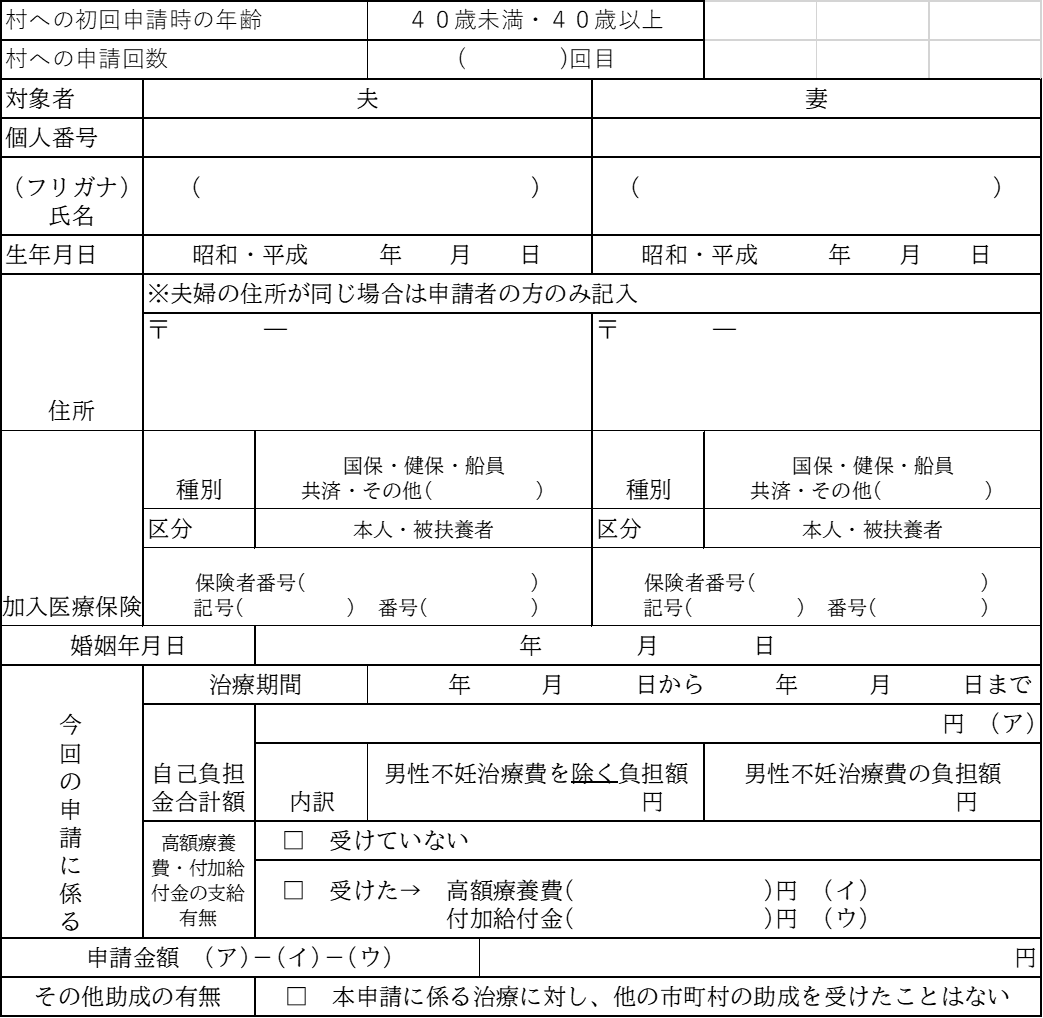 村への初回申請時の年齢　４０歳未満・４０歳以上
村への申請回数　(　　　　)回目
対象者　夫　妻
個人番号
（フリガナ）　（　　　　）　（　　　　）
氏名
生年月日　昭和・平成　　年　　月　　日　昭和・平成　　年　　月　　日
※夫婦の住所が同じ場合は申請者の方のみ記入
〒　　　―　　　〒　　　―
住所
国保・健保・船員　国保・健保・船員
種別　共済・その他(　　　　)　種別　共済・その他(　　　　)
区分　本人・被扶養者　区分　本人・被扶養者
保険者番号(　　　　)　保険者番号(　　　　)
加入医療保険　記号(　　　)　番号(　　　)　記号(　　　)　番号(　　　)
婚姻年月日　　年　　月　　日
今回の申請に係る
治療期間　　年　　月　　日から　　年　　月　　日まで
円　（ア）
自己負担
金合計額
内訳
男性不妊治療費を除く負担額
円
男性不妊治療費の負担額
円
高額療養
費・付加給
付金の支給
有無
□　受けていない
□　受けた→　高額療養費(　　　　)円　（イ）
付加給付金(　　　　)円　（ウ）
申請金額　（ア）－（イ）－（ウ）　　円
その他助成の有無　□　本申請に係る治療に対し、他の市町村の助成を受けたことはない